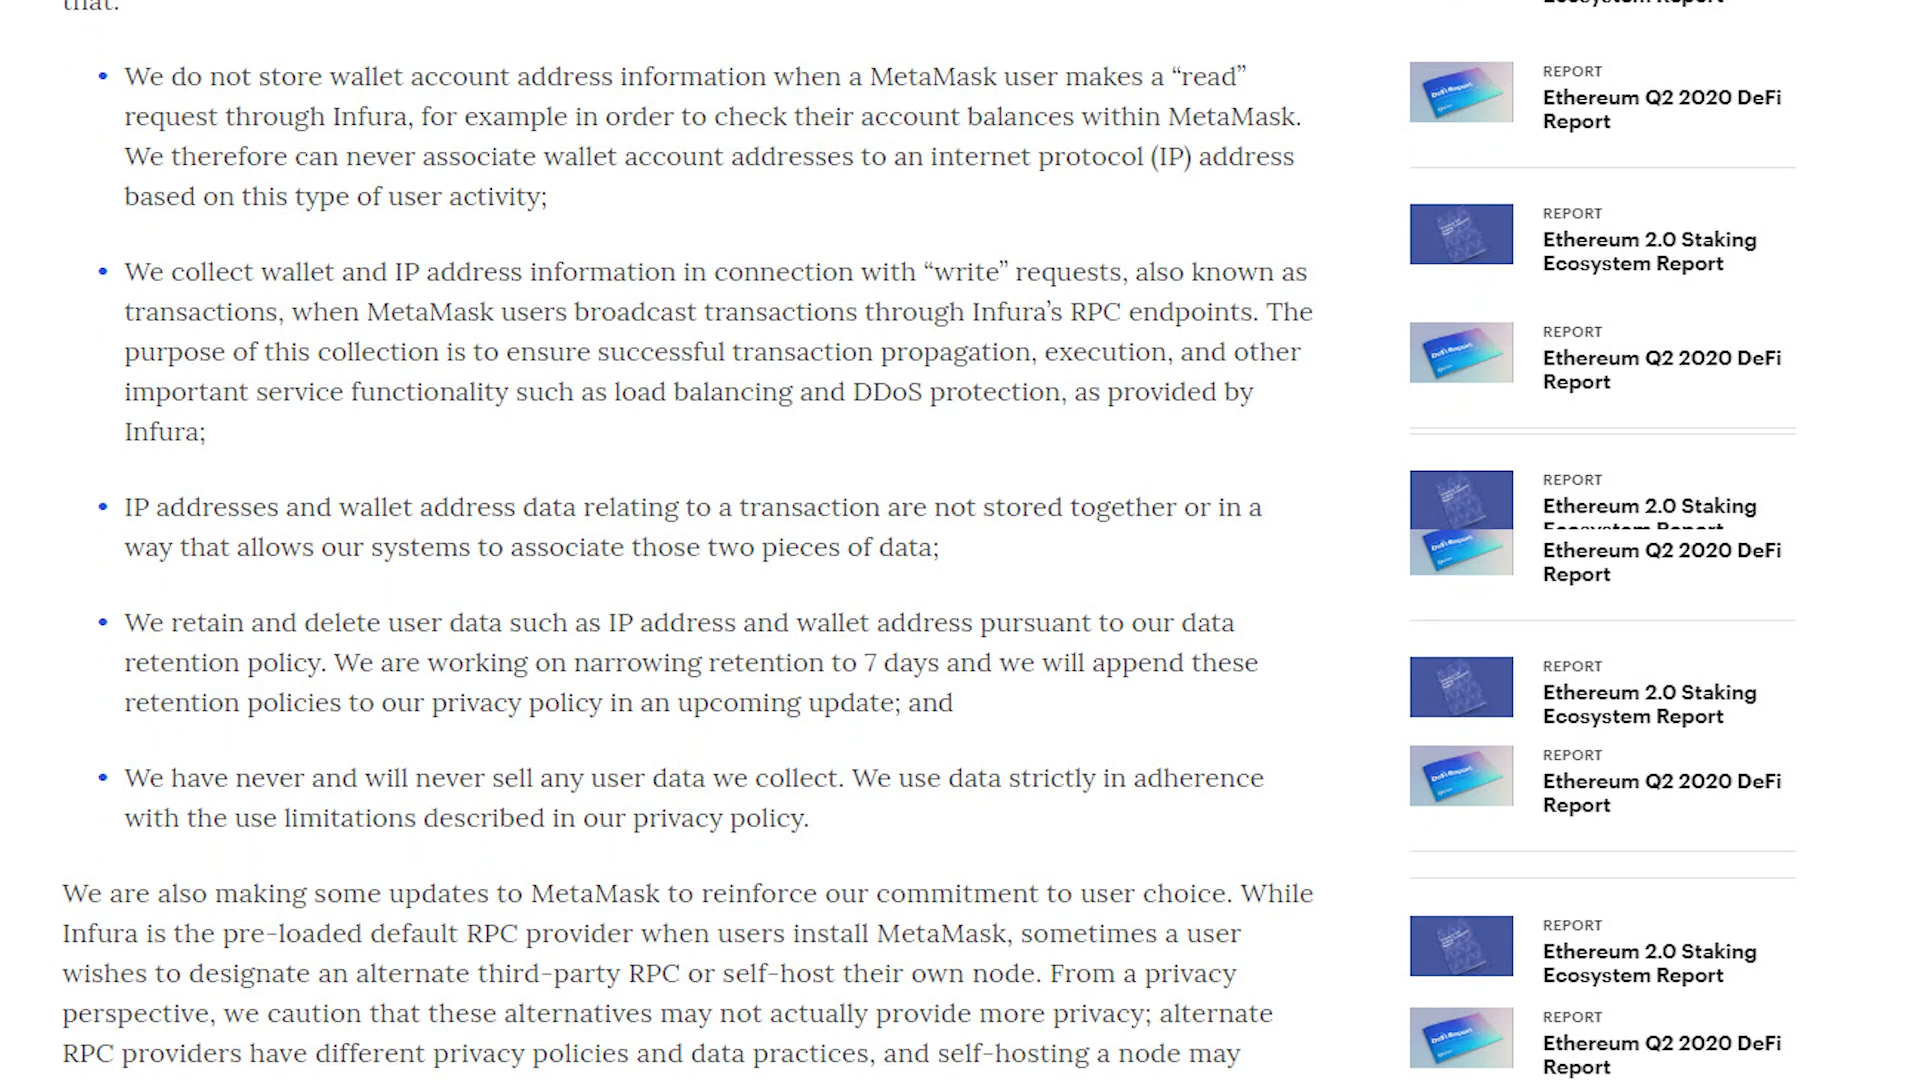 that.
We do not store wallet account address information when a MetaMask user makes a “read”
request through Infura, for example in order to check their account balances within MetaMask.
We therefore can never associate wallet account addresses to an internet protocol (IP) address
based on this type of user activity;
We collect wallet and IP address information in connection with “write” requests, also known as
transactions, when MetaMask users broadcast transactions through Infura’s RPC endpoints. The
purpose of this collection is to ensure successful transaction propagation, execution, and other
important service functionality such as load balancing and DDoS protection, as provided by
Infura;
IP addresses and wallet address data relating to a transaction are not stored together or in a
way that allows our systems to associate those two pieces of data;
We retain and delete user data such as IP address and wallet address pursuant to our data
retention policy. We are working on narrowing retention to 7 days and we will append these
retention policies to our privacy policy in an upcoming update; and
We have never and will never sell any user data we collect. We use data strictly in adherence
with the use limitations described in our privacy policy.
We are also making some updates to MetaMask to reinforce our commitment to user choice. While
Infura is the pre-loaded default RPC provider when users install MetaMask, sometimes a user
wishes to designate an alternate third-party RPC or self-host their own node. From a privacy
perspective, we caution that these alternatives may not actually provide more privacy; alternate
RPC providers have different privacy policies and data practices, and self-hosting a node may
Ecosystem Report
DeFi Report
REPORT
Ethereum Q2 2020 DeFi
Report
REPORT
Ethereum 2.0 Staking
Ecosystem Report
DeFi Report
REPORT
Ethereum Q2 2020 DeFi
Report
REPORT
Ethereum 2.0 Staking
Ecosystem Report
DeFi Report
Ethereum Q2 2020 DeFi
Report
REPORT
Ethereum 2.0 Staking
Ecosystem Report
DeFi Report
REPORT
Ethereum Q2 2020 DeFi
Report
REPORT
Ethereum 2.0 Staking
Ecosystem Report
DeFi Report
REPORT
Ethereum Q2 2020 DeFi
Report